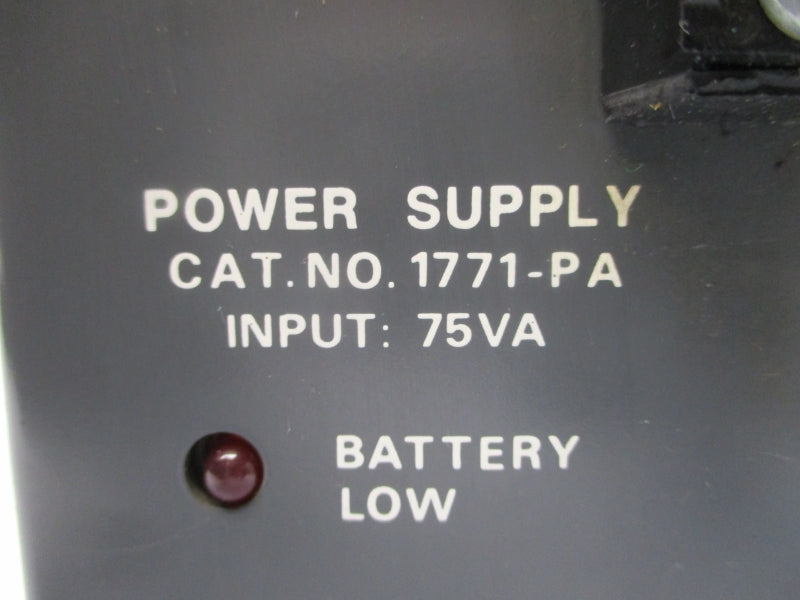 POWER SUPPLY
CAT.NO. 1771-PA
INPUT: 75VA
BATTERY
LOW